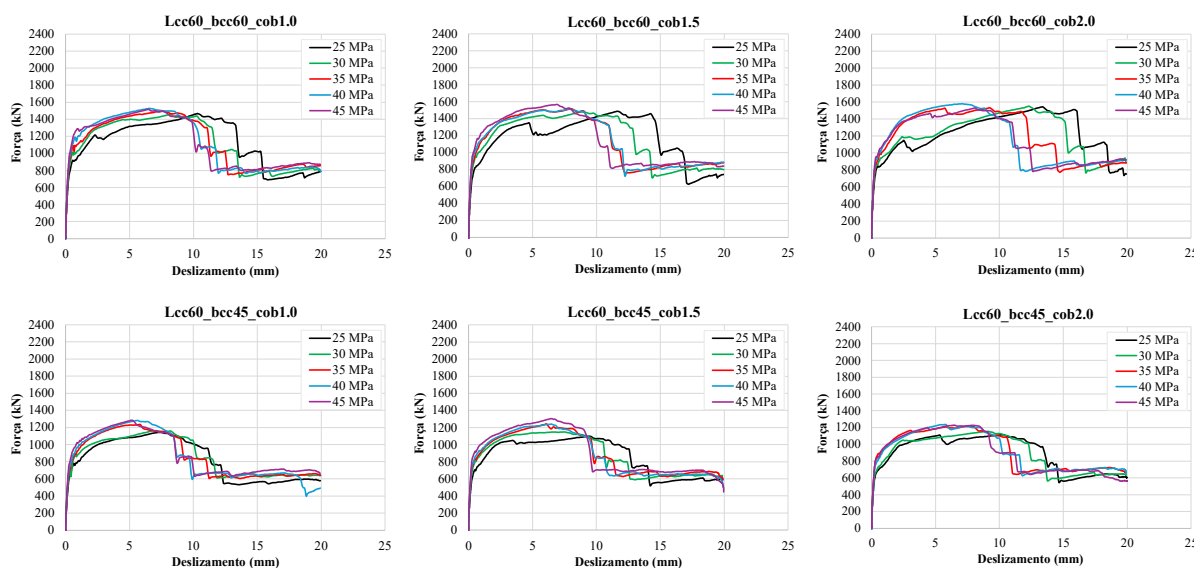 Lcc60_bcc60_cob1.0
Força (kN)
2400
2200
2000
1800
1600
1400
1200
1000
800
600
400
200
0
0 5 10 15 20 25
Deslizamento (mm)
25 MPa
30 MPa
35 MPa
40 MPa
45 MPa
Lcc60_bcc60_cob1.5
Força (kN)
2400
2200
2000
1800
1600
1400
1200
1000
800
600
400
200
0
0 5 10 15 20 25
Deslizamento (mm)
25 MPa
30 MPa
35 MPa
40 MPa
45 MPa
Lcc60_bcc60_cob2.0
Força (kN)
2400
2200
2000
1800
1600
1400
1200
1000
800
600
400
200
0
0 5 10 15 20 25
Deslizamento (mm)
25 MPa
30 MPa
35 MPa
40 MPa
45 MPa
Lcc60_bcc45_cob1.0
Força (kN)
2400
2200
2000
1800
1600
1400
1200
1000
800
600
400
200
0
0 5 10 15 20 25
Deslizamento (mm)
25 MPa
30 MPa
35 MPa
40 MPa
45 MPa
Lcc60_bcc45_cob1.5
Força (kN)
2400
2200
2000
1800
1600
1400
1200
1000
800
600
400
200
0
0 5 10 15 20 25
Deslizamento (mm)
25 MPa
30 MPa
35 MPa
40 MPa
45 MPa
Lcc60_bcc45_cob2.0
Força (kN)
2400
2200
2000
1800
1600
1400
1200
1000
800
600
400
200
0
0 5 10 15 20 25
Deslizamento (mm)
25 MPa
30 MPa
35 MPa
40 MPa
45 MPa